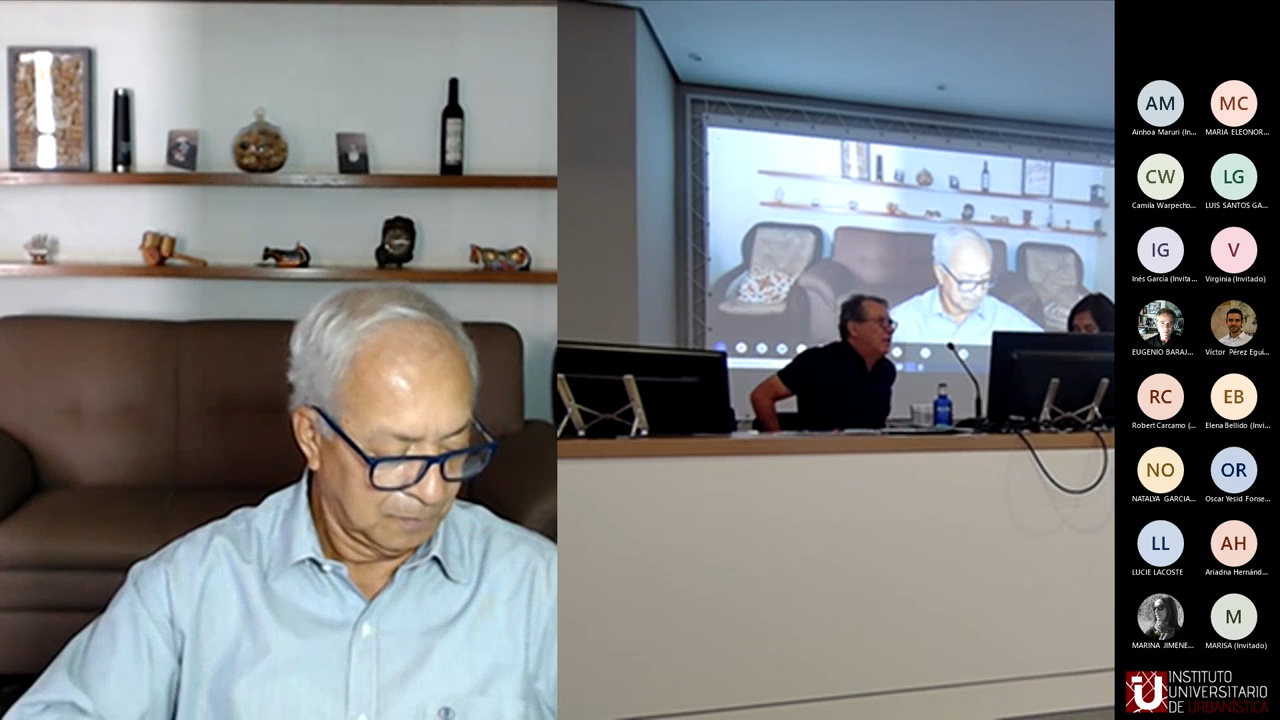 AM
MC
Ainhoa Maruri (In...
MARIA ELEONOR...
CW
LG
Camila Warpecho...
LUIS SANTOS GA...
IG
V
Inés García (Invita...
Virginia (Invitado)
EUGENIO BARAJ...
Víctor Pérez Egui...
RC
EB
Robert Carcamo (...
Elena Bellido (Invi...
NO
OR
NATALYA GARCIA...
Oscar Yesid Fonse...
LL
AH
LUCIE LACOSTE
Ariadna Hernánd...
M
MARINA JIMENE...
MARISA (Invitado)
INSTITUTO
UNIVERSITARIO
DE URBANÍSTICA